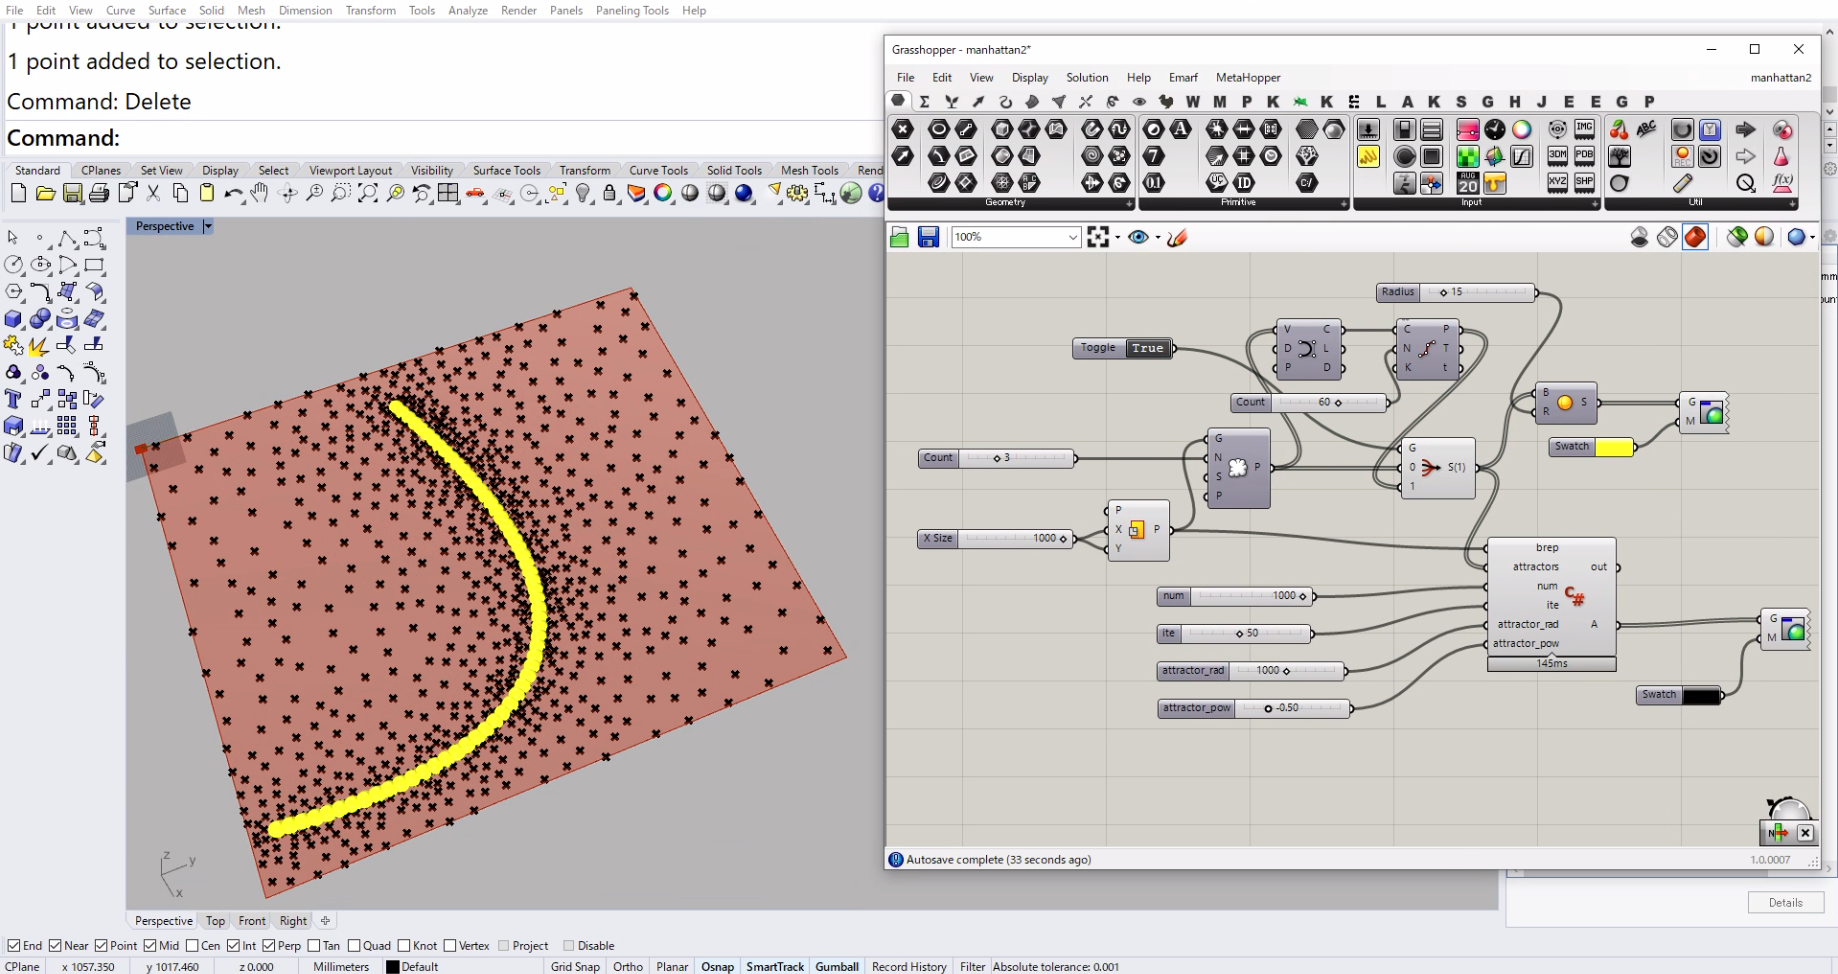 File Edit View Curve Surface Solid Mesh Dimension Transform Tools Analyze Render Panels Paneling Tools Help
1 point added to selection.
1 point added to selection.
Command: Delete
Command:
Standard CPlanes Set View Display Select Viewport Layout Visibility Surface Tools Transform Curve Tools Solid Tools Mesh Tools Rend
Perspective
z
y
x
Perspective Top Front Right
End Near Point Mid Cen Int Perp Tan Quad Knot Vertex Project Disable
CPlane x 1057.350 y 1017.460 z 0.000 Millimeters Default Grid Snap Ortho Planar Osnap SmartTrack Gumball Record History Filter Absolute tolerance: 0.001
Details
Grasshopper - manhattan2*
File Edit View Display Solution Help Emarf MetaHopper manhattan2
W M P K K L A K S G H J E E G P
Geometry Primitive Input Util
100%
Radius 15
Toggle True
V D P C L D
C N K P T t
Count 60
B R S
G M
Swatch
Count 3
G N S P P
G 0 1 S(1)
X Size 1000
P X Y P
brep
attractors out
num
ite
attractor_rad A
attractor_pow
145ms
num 1000
ite 50
attractor_rad 1000
attractor_pow -0.50
G M
Swatch
Autosave complete (33 seconds ago) 1.0.0007